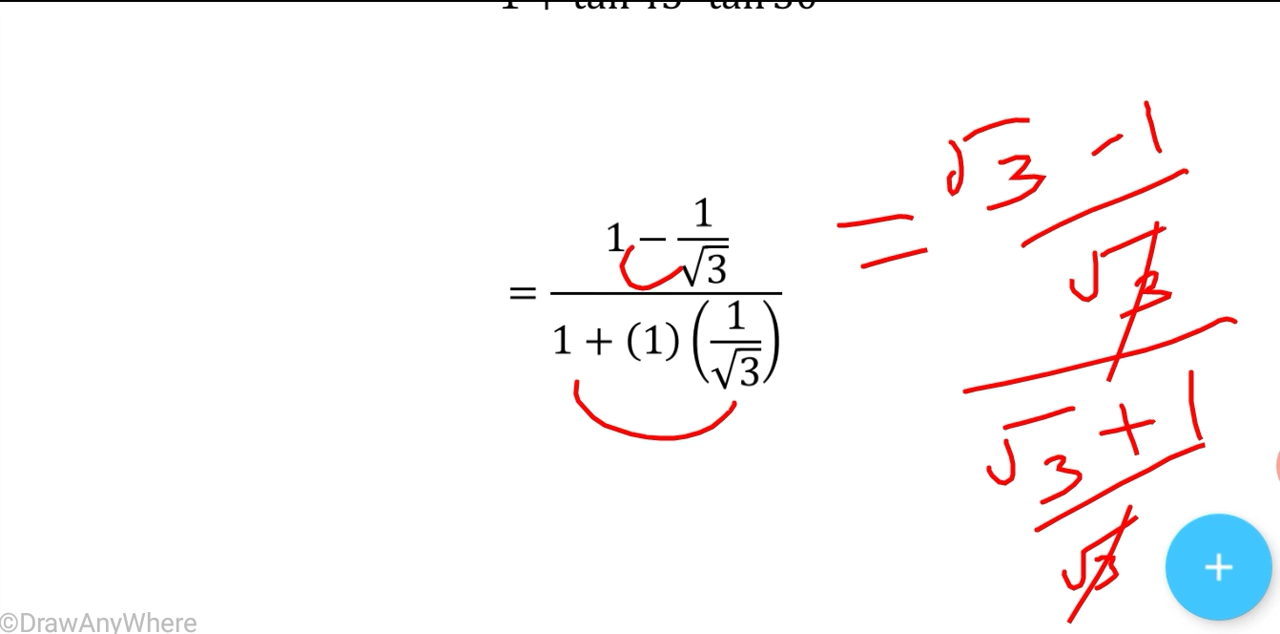 = (1 − 1/√3) / (1 + (1)(1/√3)) = ((√3 − 1)/√3) / ((√3 + 1)/√3)
+
©DrawAnyWhere